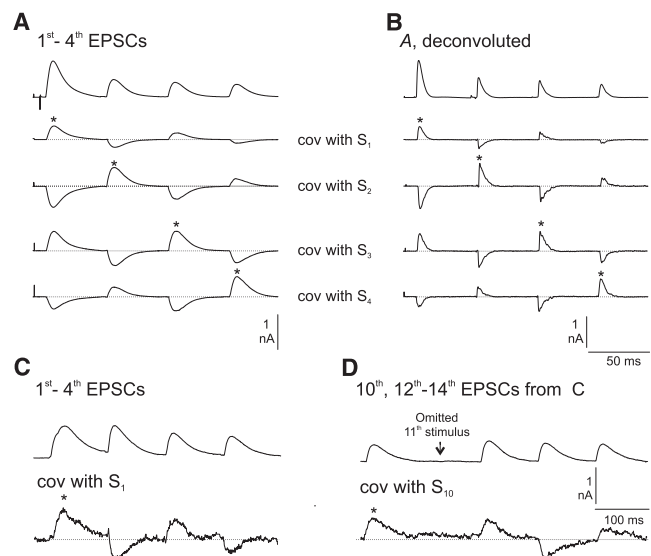 A
1st- 4th EPSCs
B
A, deconvoluted
*
*
cov with S1
*
*
cov with S2
*
*
cov with S3
*
*
cov with S4
1
nA
1
nA
50 ms
C
1st- 4th EPSCs
D
10th, 12th-14th EPSCs from C
Omitted
11th stimulus
cov with S1
*
cov with S10
*
1
nA
100 ms